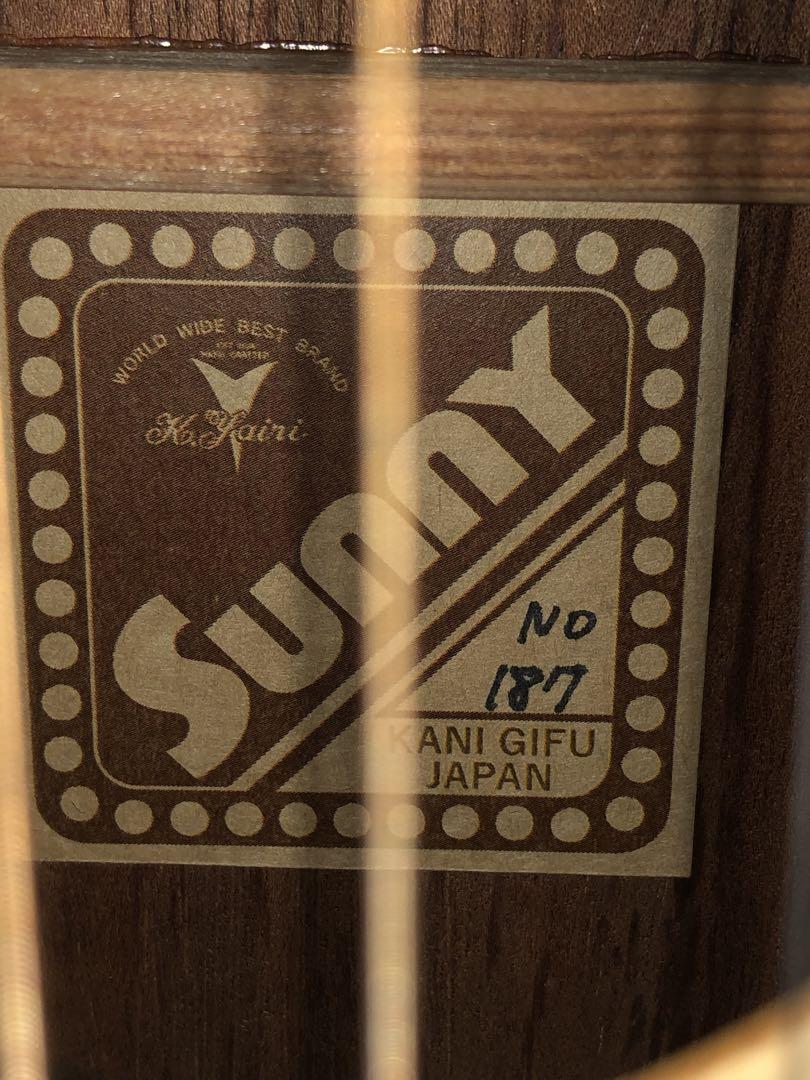 WORLD WIDE BEST BRAND
K. Yairi
Sunny
NO
187
KANI GIFU
JAPAN